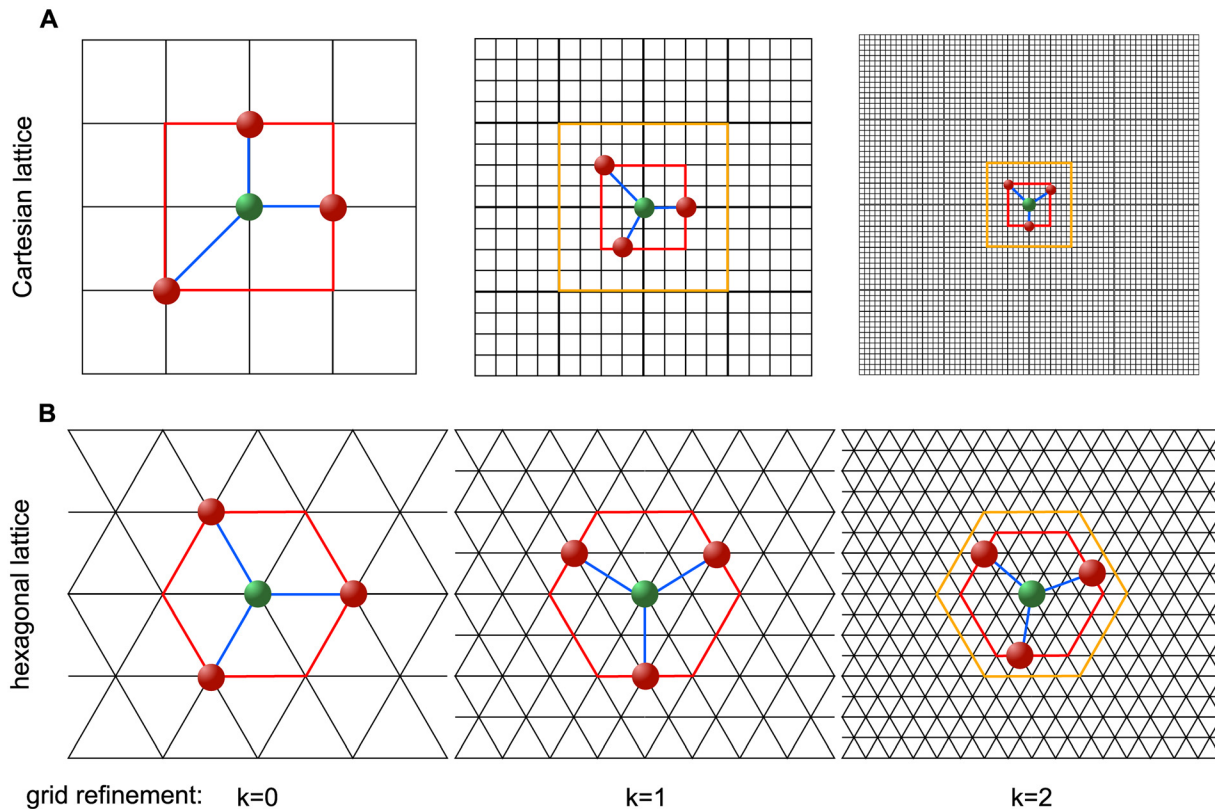 A
Cartesian lattice
B
hexagonal lattice
grid refinement: k=0 k=1 k=2